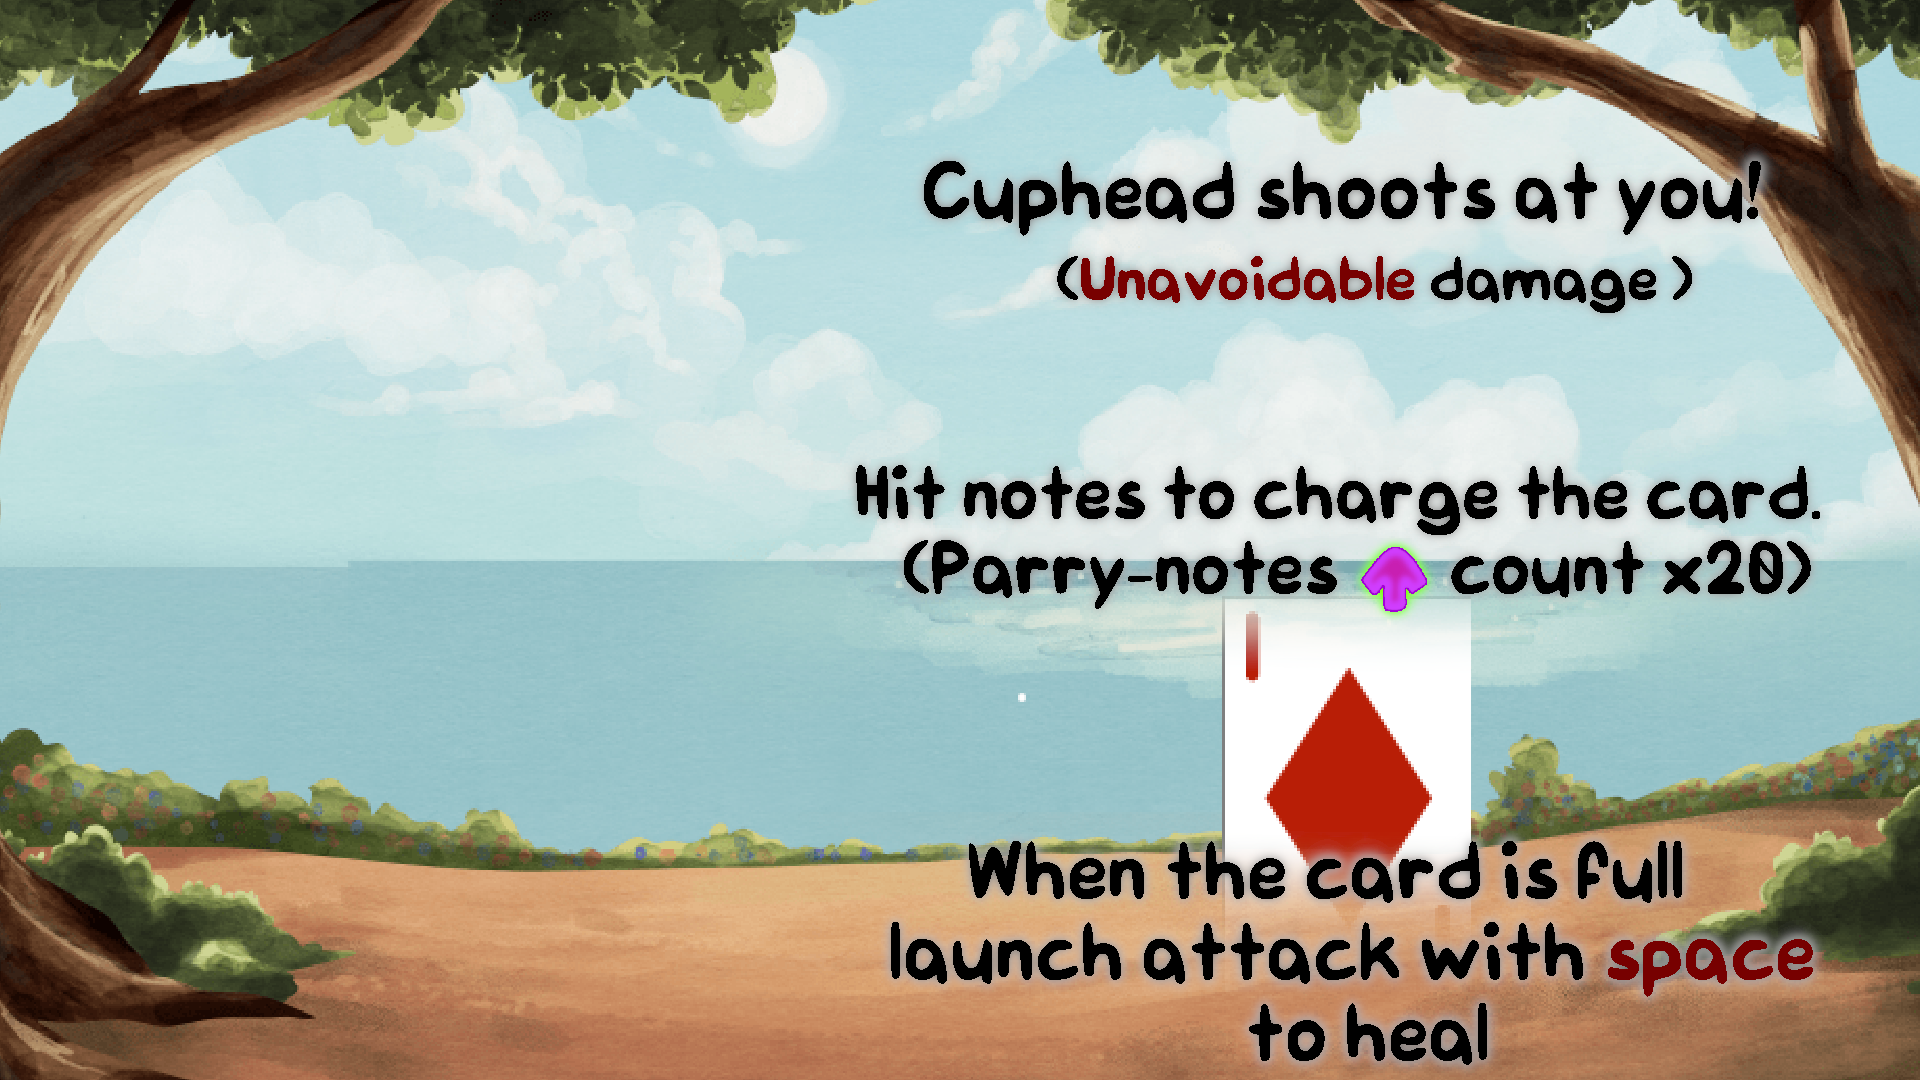 Cuphead shoots at you!
(Unavoidable damage )
Hit notes to charge the card.
(Parry-notes count x20)
When the card is full
launch attack with space
to heal